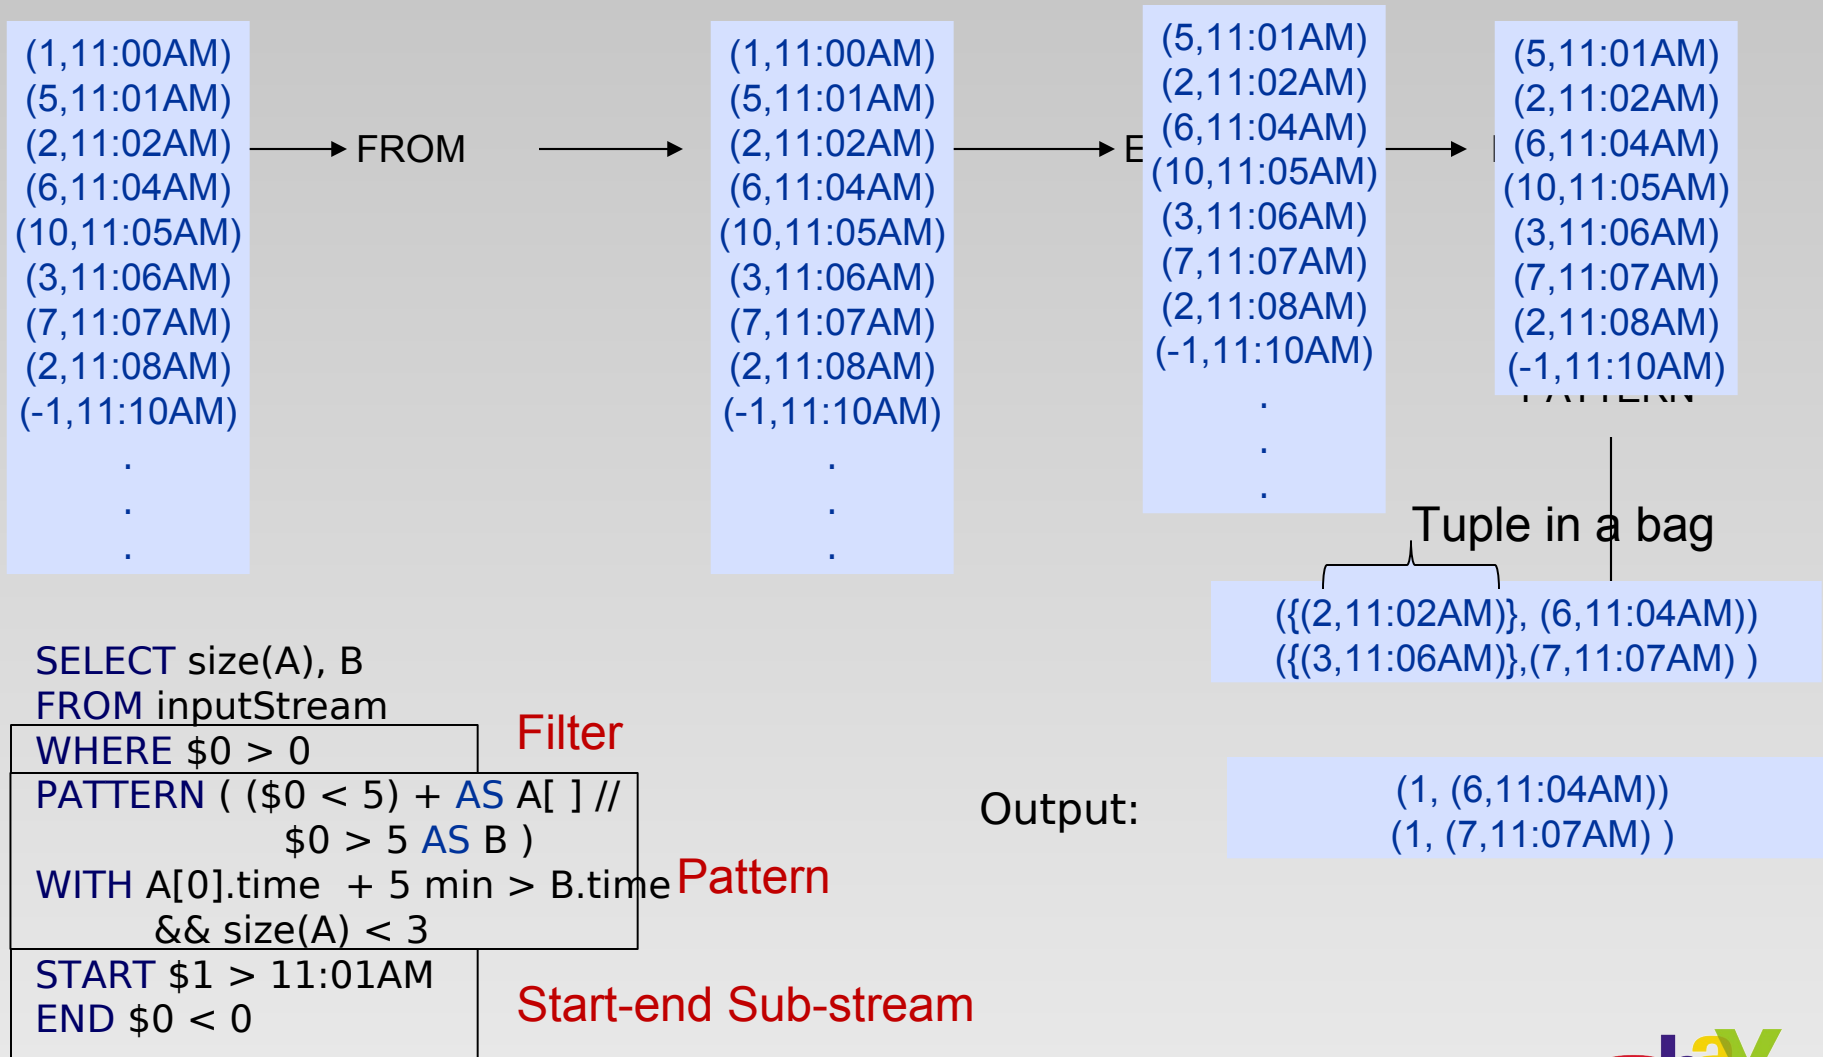 (1,11:00AM)
(5,11:01AM)
(2,11:02AM)
(6,11:04AM)
(10,11:05AM)
(3,11:06AM)
(7,11:07AM)
(2,11:08AM)
(-1,11:10AM)
.
.
.
FROM
(1,11:00AM)
(5,11:01AM)
(2,11:02AM)
(6,11:04AM)
(10,11:05AM)
(3,11:06AM)
(7,11:07AM)
(2,11:08AM)
(-1,11:10AM)
.
.
.
(5,11:01AM)
(2,11:02AM)
(6,11:04AM)
(10,11:05AM)
(3,11:06AM)
(7,11:07AM)
(2,11:08AM)
(-1,11:10AM)
.
.
.
(5,11:01AM)
(2,11:02AM)
(6,11:04AM)
(10,11:05AM)
(3,11:06AM)
(7,11:07AM)
(2,11:08AM)
(-1,11:10AM)
PATTERN
Tuple in a bag
({(2,11:02AM)}, (6,11:04AM))
({(3,11:06AM)},(7,11:07AM) )
SELECT size(A), B
FROM inputStream
WHERE $0 > 0
PATTERN ( ($0 < 5) + AS A[ ] //
$0 > 5 AS B )
WITH A[0].time + 5 min > B.time
&& size(A) < 3
START $1 > 11:01AM
END $0 < 0
Filter
Pattern
Start-end Sub-stream
Output:
(1, (6,11:04AM))
(1, (7,11:07AM) )